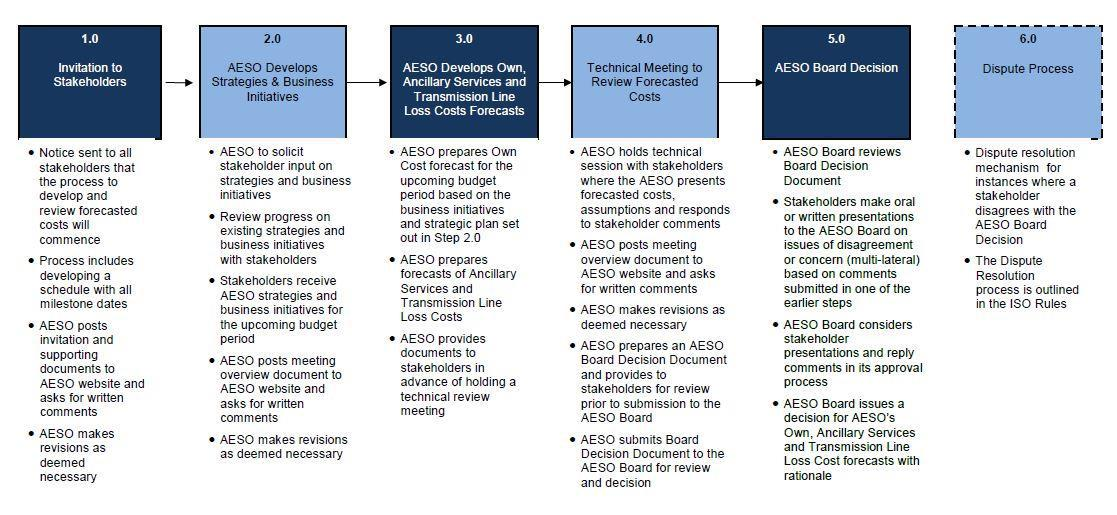 1.0
Invitation to
Stakeholders
• Notice sent to all
stakeholders that
the process to
develop and
review forecasted
costs will
commence
• Process includes
developing a
schedule with all
milestone dates
• AESO posts
invitation and
supporting
documents to
AESO website and
asks for written
comments
• AESO makes
revisions as
deemed
necessary
2.0
AESO Develops
Strategies & Business
Initiatives
• AESO to solicit
stakeholder input on
strategies and business
initiatives
• Review progress on
existing strategies and
business initiatives
with stakeholders
• Stakeholders receive
AESO strategies and
business initiatives for
the upcoming budget
period
• AESO posts meeting
overview document to
AESO website and
asks for written
comments
• AESO makes revisions
as deemed necessary
3.0
AESO Develops Own,
Ancillary Services and
Transmission Line
Loss Costs Forecasts
• AESO prepares Own
Cost forecast for the
upcoming budget
period based on the
business initiatives
and strategic plan set
out in Step 2.0
• AESO prepares
forecasts of Ancillary
Services and
Transmission Line
Loss Costs
• AESO provides
documents to
stakeholders in
advance of holding a
technical review
meeting
4.0
Technical Meeting to
Review Forecasted
Costs
• AESO holds technical
session with stakeholders
where the AESO presents
forecasted costs,
assumptions and responds
to stakeholder comments
• AESO posts meeting
overview document to
AESO website and asks
for written comments
• AESO makes revisions as
deemed necessary
• AESO prepares an AESO
Board Decision Document
and provides to
stakeholders for review
prior to submission to the
AESO Board
• AESO submits Board
Decision Document to the
AESO Board for review
and decision
5.0
AESO Board Decision
• AESO Board reviews
Board Decision
Document
• Stakeholders make oral
or written presentations
to the AESO Board on
issues of disagreement
or concern (multi-lateral)
based on comments
submitted in one of the
earlier steps
• AESO Board considers
stakeholder
presentations and reply
comments in its approval
process
• AESO Board issues a
decision for AESO's
Own, Ancillary Services
and Transmission Line
Loss Cost forecasts with
rationale
6.0
Dispute Process
• Dispute resolution
mechanism for
instances where a
stakeholder
disagrees with the
AESO Board
Decision
• The Dispute
Resolution
process is outlined
in the ISO Rules